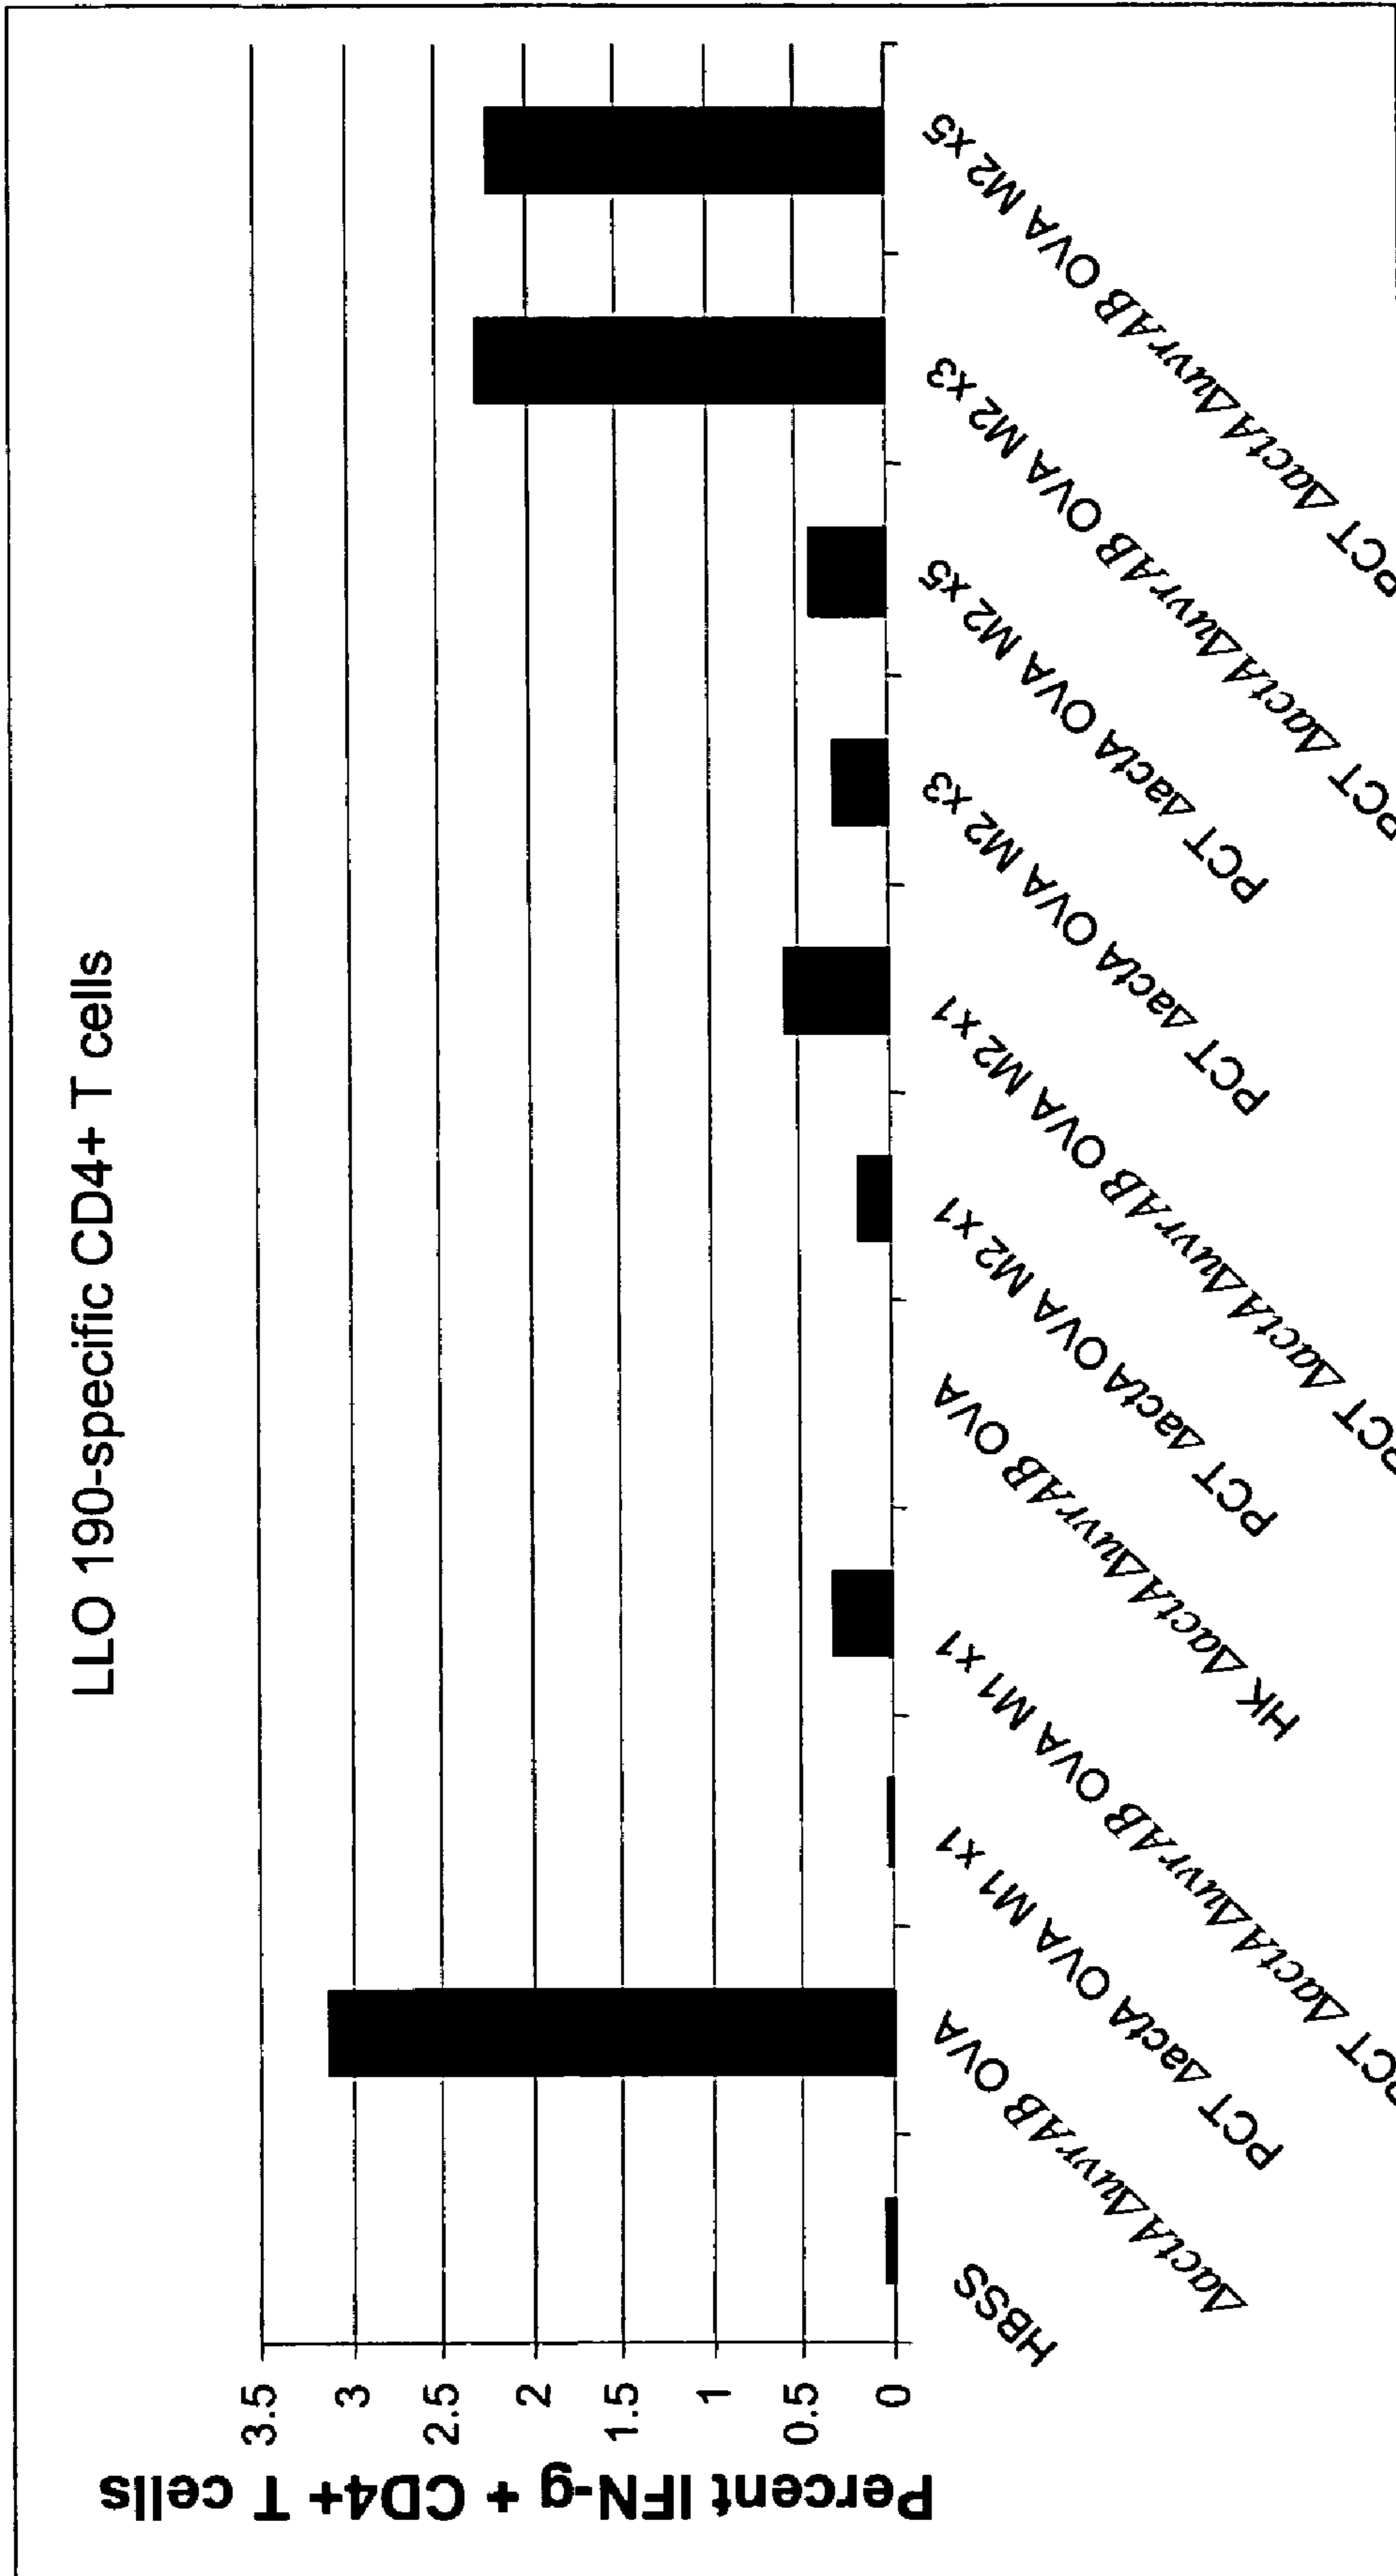 LLO 190-specific CD4+ T cells
Percent IFN-g + CD4+ T cells
3.5
3
2.5
2
1.5
1
0.5
0
HBSS
ΔactAΔuvrAB OVA
PCT ΔactA OVA M1 x1
PCT ΔactAΔuvrAB OVA M1 x1
HK ΔactAΔuvrAB OVA
PCT ΔactA OVA M2 x1
PCT ΔactAΔuvrAB OVA M2 x1
PCT ΔactA OVA M2 x3
PCT ΔactA OVA M2 x5
PCT ΔactAΔuvrAB OVA M2 x3
PCT ΔactAΔuvrAB OVA M2 x5